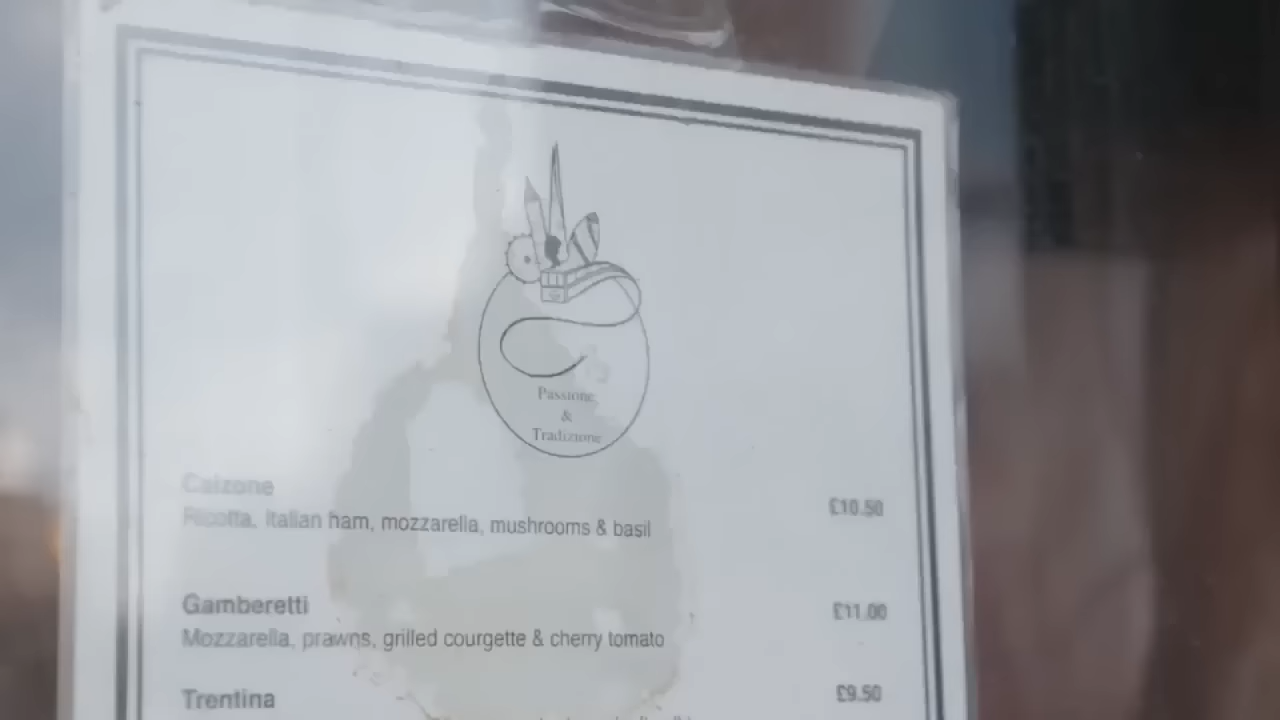 Passione
&
Tradizione
Calzone
£10.50
Ricotta, Italian ham, mozzarella, mushrooms & basil
Gamberetti
£11.00
Mozzarella, prawns, grilled courgette & cherry tomato
Trentina
£9.50